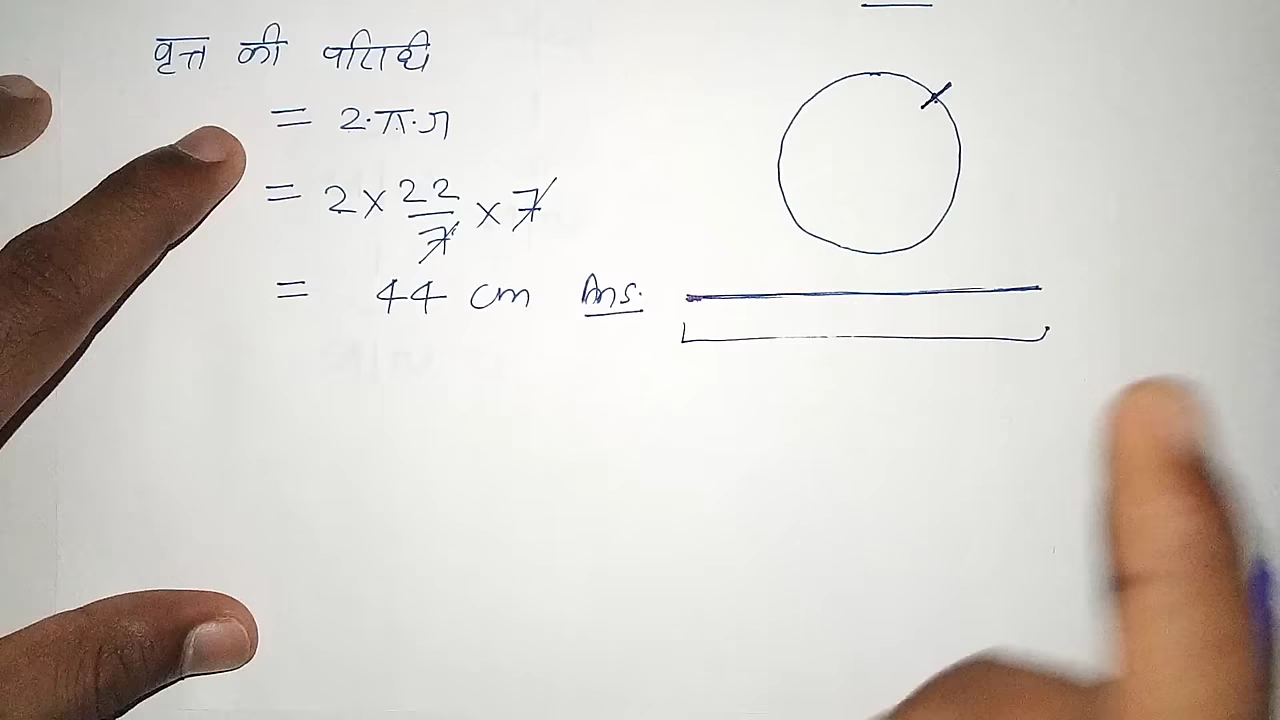 वृत्त की परिधी
= 2.π.r
= 2 × 22/7 × 7
= 44 cm Ans.